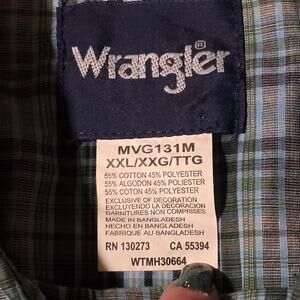 Wrangler®
MVG131M
XXL/XXG/TTG
55% COTTON 45% POLYESTER
55% ALGODON 45% POLIESTER
55% COTON 45% POLYESTER
EXCLUSIVE OF DECORATION
EXCLUYENDO LA DECORACION
GARNITURES NON COMPRISES
MADE IN BANGLADESH
HECHO EN BANGLADESH
FABRIQUE AU BANGLADESH
RN 130273 CA 55394
WTMH30664